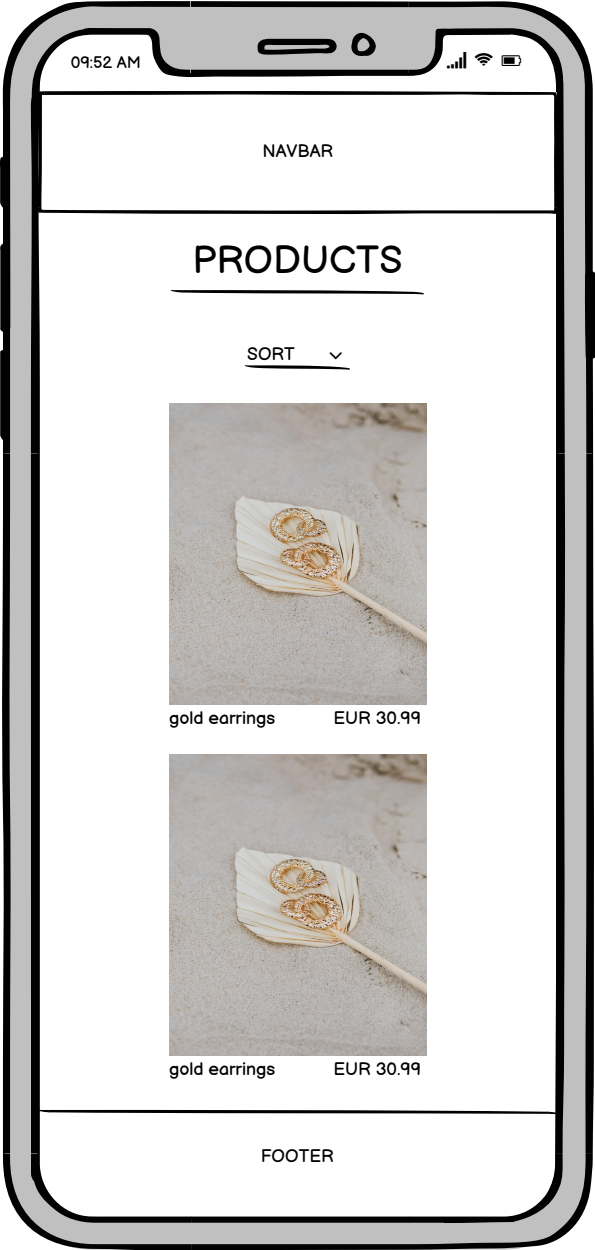 09:52 AM
NAVBAR
PRODUCTS
SORT
gold earrings EUR 30.99
gold earrings EUR 30.99
FOOTER